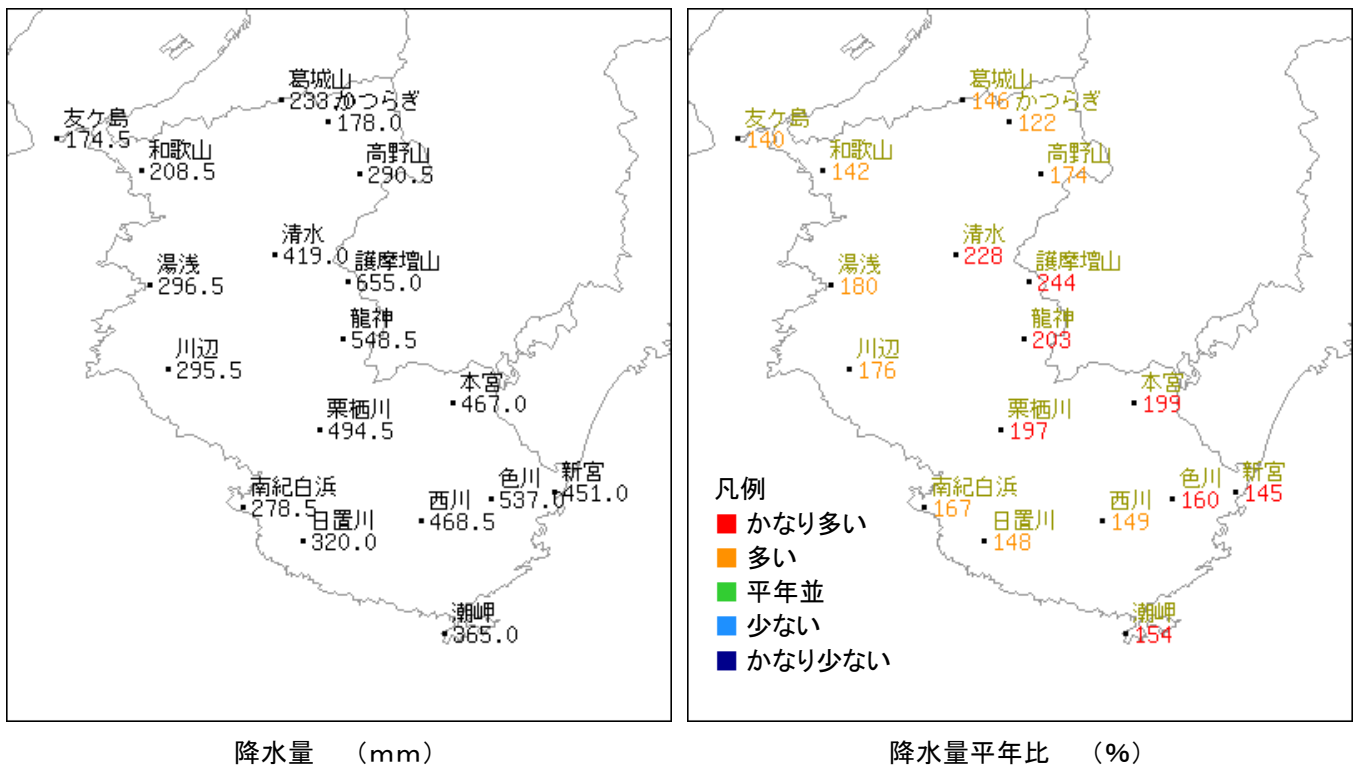 葛城山
233.0
かつらぎ
178.0
友ケ島
174.5
和歌山
208.5
高野山
290.5
清水
419.0
湯浅
296.5
護摩壇山
655.0
龍神
548.5
川辺
295.5
本宮
467.0
栗栖川
494.5
南紀白浜
278.5
日置川
320.0
西川
468.5
色川
537.0
新宮
451.0
潮岬
365.0
降水量 (mm)
葛城山
146
かつらぎ
122
友ケ島
140
和歌山
142
高野山
174
清水
228
湯浅
180
護摩壇山
244
龍神
203
川辺
176
本宮
199
栗栖川
197
南紀白浜
167
日置川
148
西川
149
色川
160
新宮
145
潮岬
154
凡例
かなり多い
多い
平年並
少ない
かなり少ない
降水量平年比 (%)